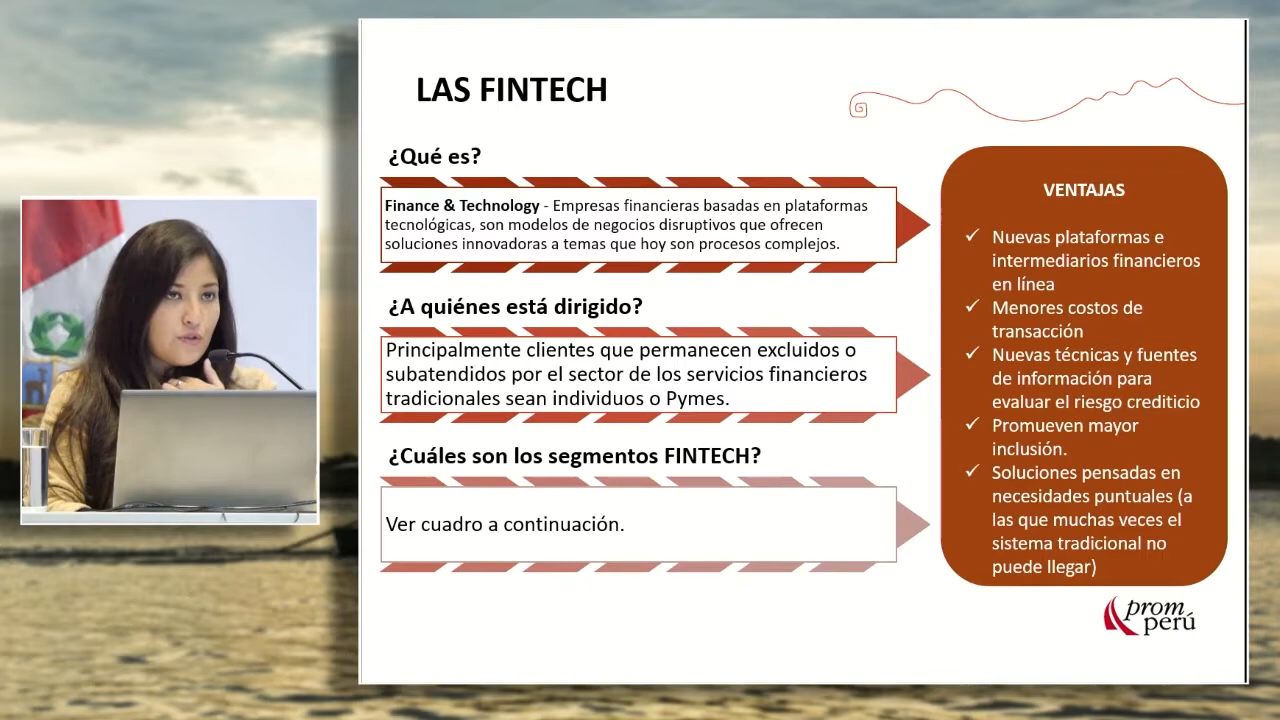 LAS FINTECH
¿Qué es?
Finance & Technology - Empresas financieras basadas en plataformas
tecnológicas, son modelos de negocios disruptivos que ofrecen
soluciones innovadoras a temas que hoy son procesos complejos.
¿A quiénes está dirigido?
Principalmente clientes que permanecen excluidos o
subatendidos por el sector de los servicios financieros
tradicionales sean individuos o Pymes.
¿Cuáles son los segmentos FINTECH?
Ver cuadro a continuación.
VENTAJAS
✓ Nuevas plataformas e
intermediarios financieros
en línea
✓ Menores costos de
transacción
✓ Nuevas técnicas y fuentes
de información para
evaluar el riesgo crediticio
✓ Promueven mayor
inclusión.
✓ Soluciones pensadas en
necesidades puntuales (a
las que muchas veces el
sistema tradicional no
puede llegar)
prom
perú